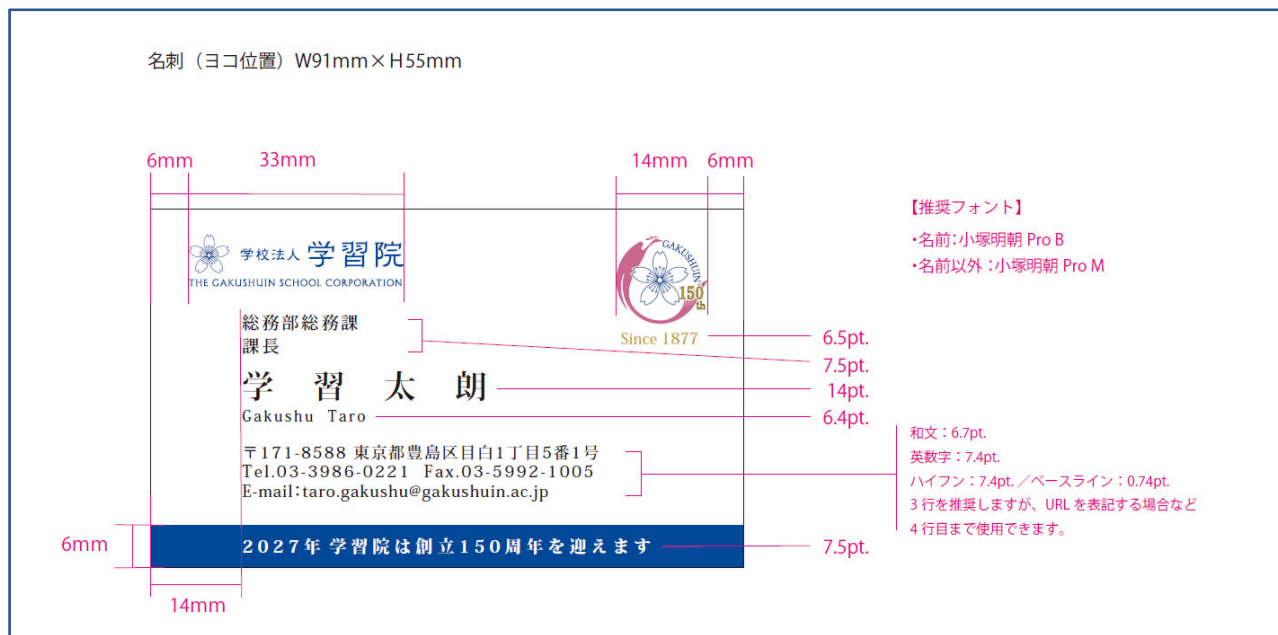 名刺（ヨコ位置）W91mm×H55mm
6mm
33mm
14mm
6mm
【推奨フォント】
・名前：小塚明朝 Pro B
・名前以外：小塚明朝 Pro M
学校法人 学習院
THE GAKUSHUIN SCHOOL CORPORATION
GAKUSHUIN
150
th
Since 1877
6.5pt.
総務部総務課
課長
7.5pt.
学 習 太 朗
14pt.
Gakushu Taro
6.4pt.
〒171-8588 東京都豊島区目白1丁目5番1号
Tel.03-3986-0221 Fax.03-5992-1005
E-mail：taro.gakushu@gakushuin.ac.jp
和文：6.7pt.
英数字：7.4pt.
ハイフン：7.4pt.／ベースライン：0.74pt.
3 行を推奨しますが、URL を表記する場合など
4 行目まで使用できます。
6mm
2027年 学習院は創立150周年を迎えます
7.5pt.
14mm